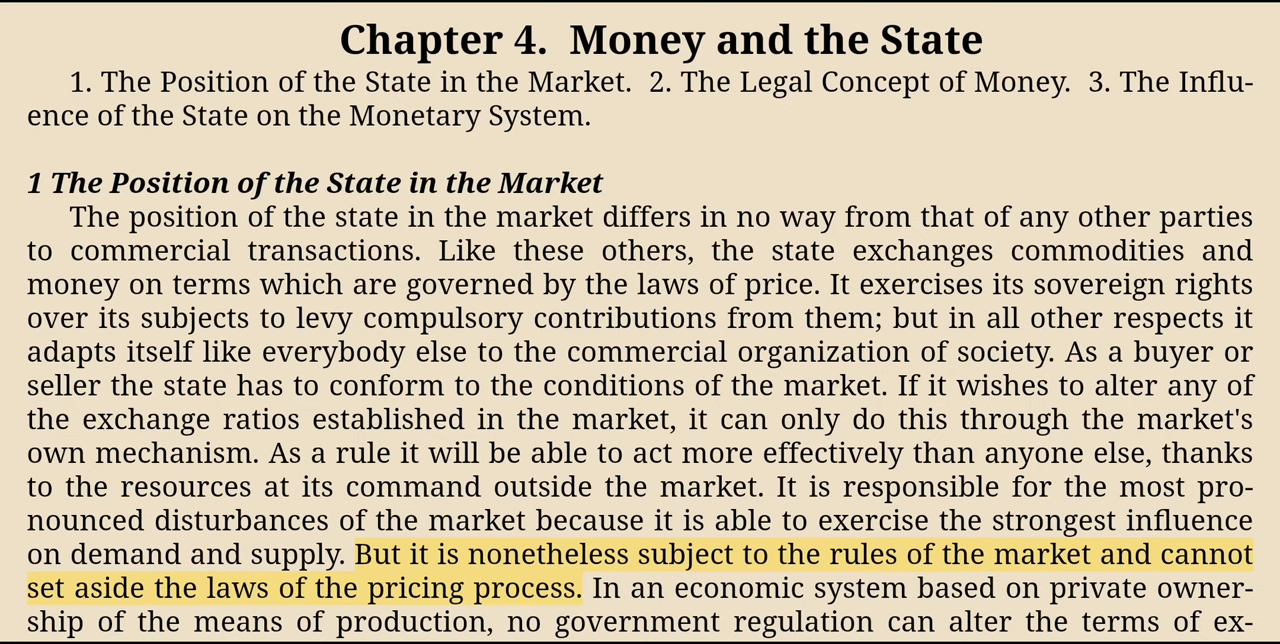 Chapter 4.  Money and the State
1. The Position of the State in the Market.  2. The Legal Concept of Money.  3. The Influ-
ence of the State on the Monetary System.
1 The Position of the State in the Market
The position of the state in the market differs in no way from that of any other parties
to commercial transactions. Like these others, the state exchanges commodities and
money on terms which are governed by the laws of price. It exercises its sovereign rights
over its subjects to levy compulsory contributions from them; but in all other respects it
adapts itself like everybody else to the commercial organization of society. As a buyer or
seller the state has to conform to the conditions of the market. If it wishes to alter any of
the exchange ratios established in the market, it can only do this through the market's
own mechanism. As a rule it will be able to act more effectively than anyone else, thanks
to the resources at its command outside the market. It is responsible for the most pro-
nounced disturbances of the market because it is able to exercise the strongest influence
on demand and supply. But it is nonetheless subject to the rules of the market and cannot
set aside the laws of the pricing process. In an economic system based on private owner-
ship of the means of production, no government regulation can alter the terms of ex-